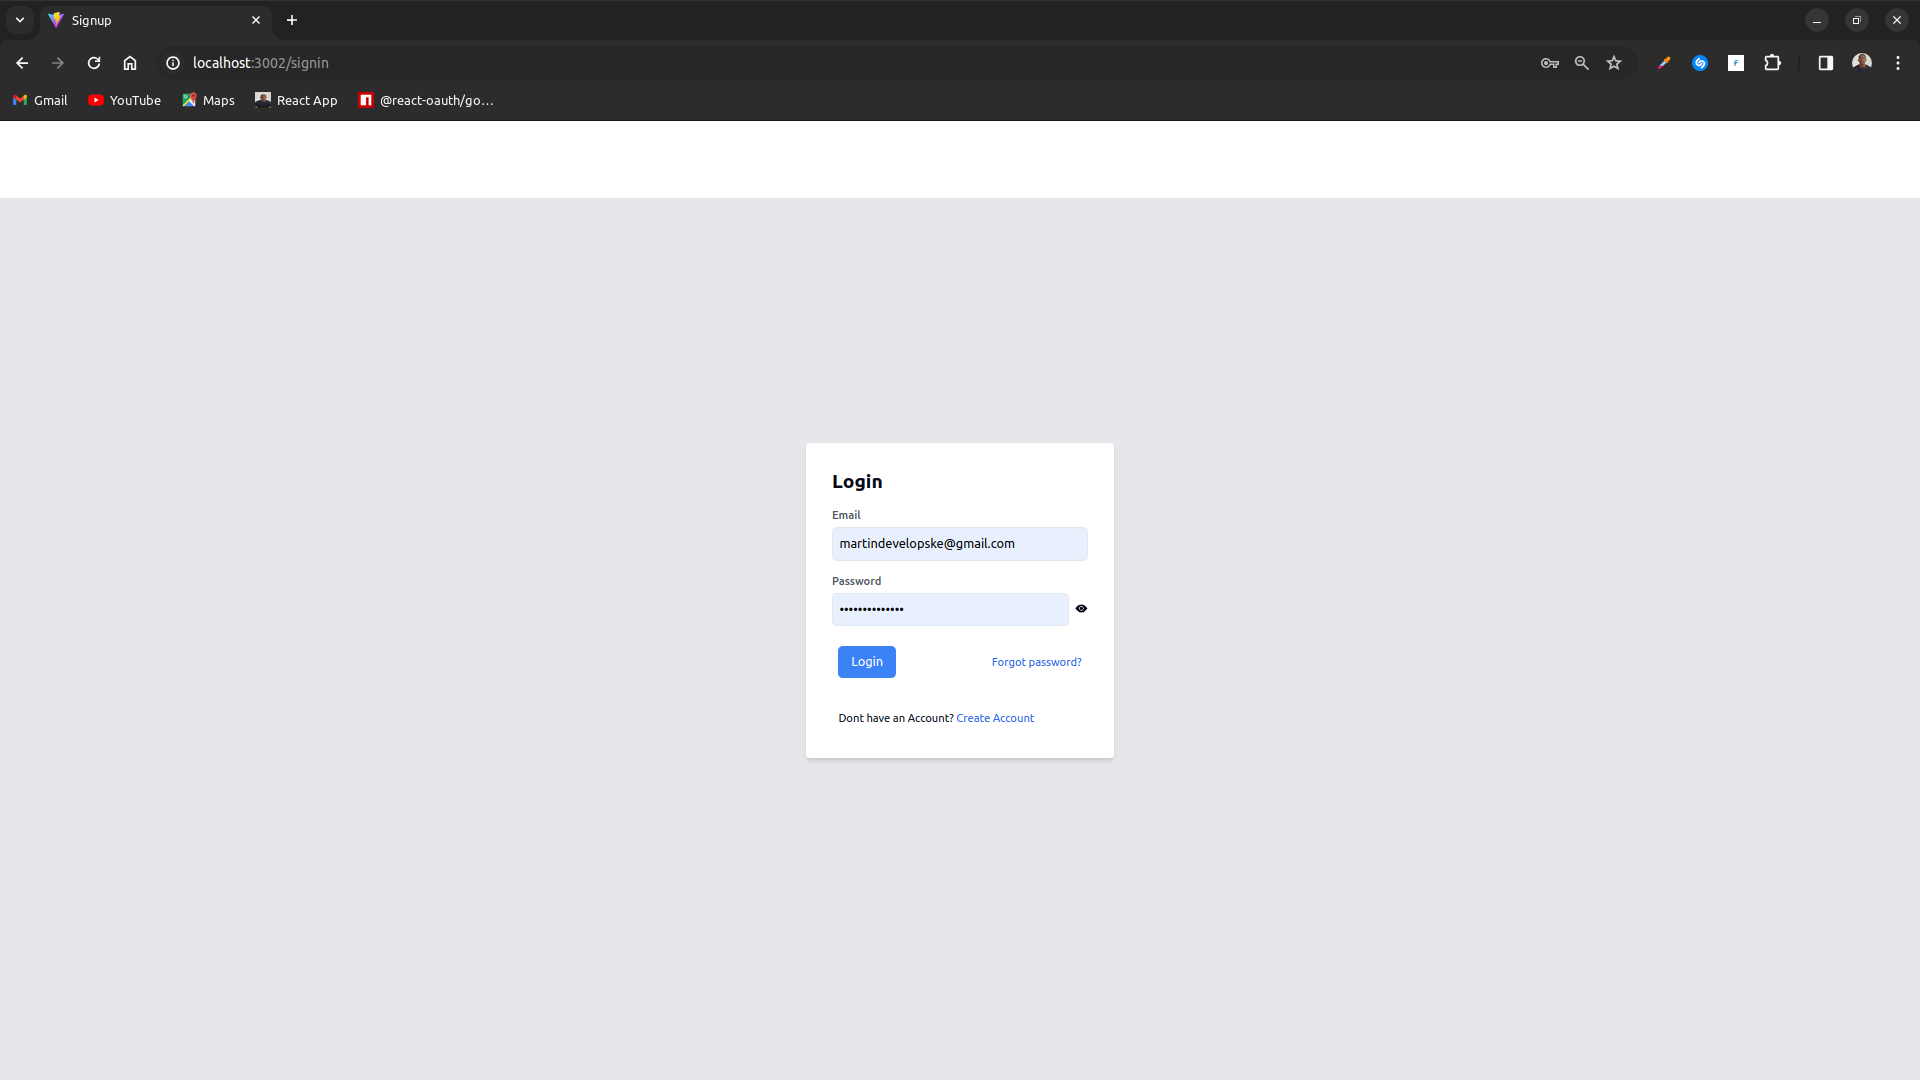 Signup
localhost:3002/signin
Gmail YouTube Maps React App @react-oauth/go...
Login
Email
martindevelopske@gmail.com
Password
••••••••••••••
Login Forgot password?
Dont have an Account? Create Account